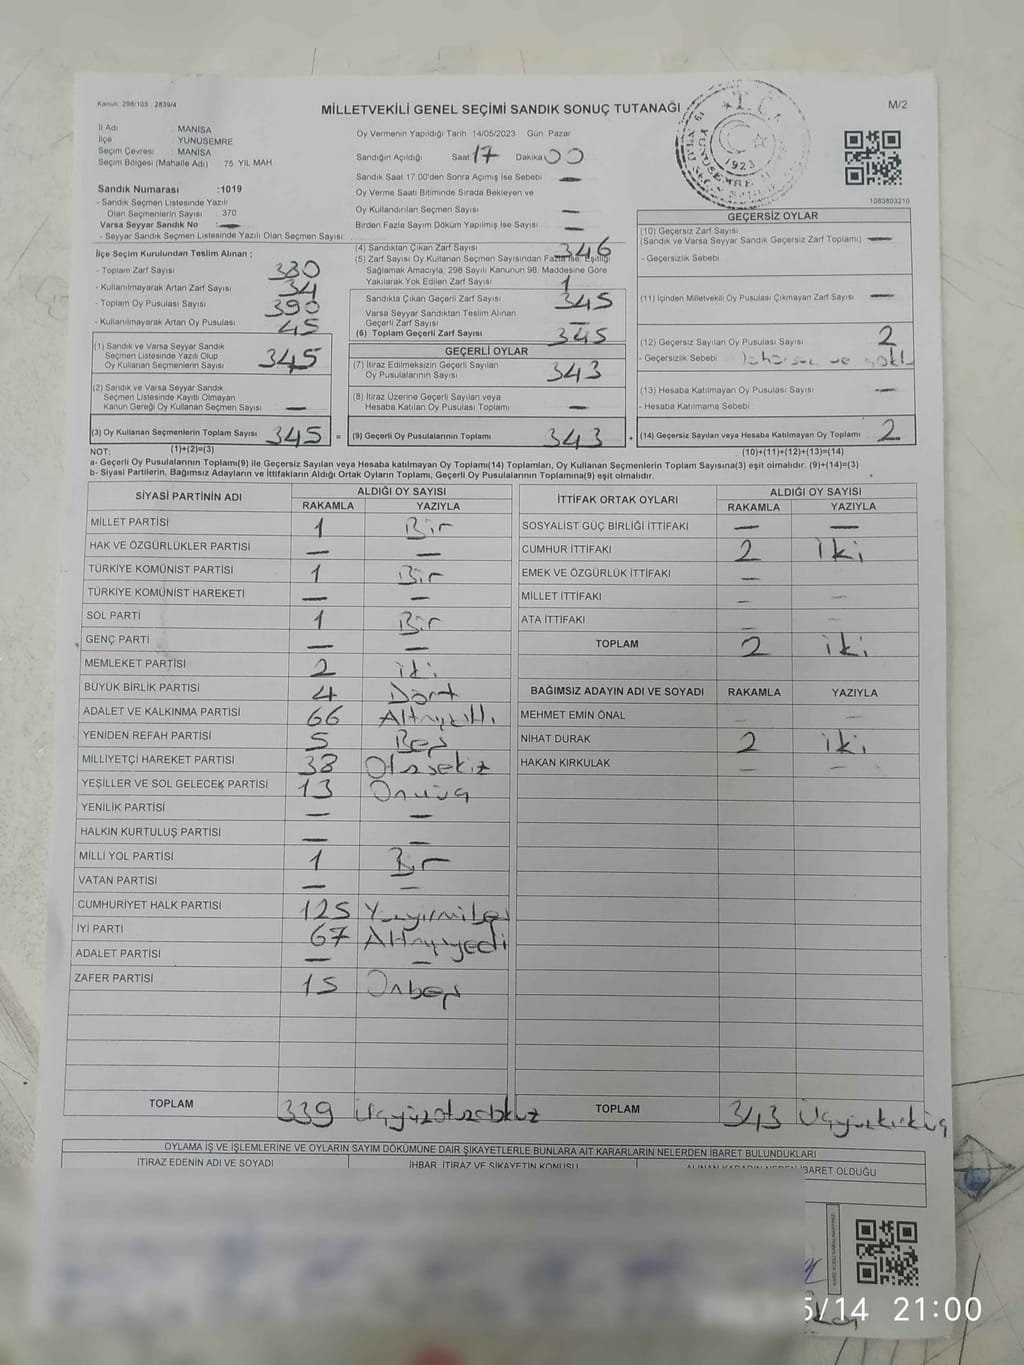 Kanun 298/105 . 2839/4
MİLLETVEKİLİ GENEL SEÇİMİ SANDIK SONUÇ TUTANAĞI
M/2
İl Adı : MANİSA
İlçe : YUNUSEMRE
Seçim Çevresi : MANİSA
Seçim Bölgesi (Mahalle Adı) 75. YIL MAH
Oy Vermenin Yapıldığı Tarih 14/05/2023 Gün. Pazar
Sandığın Açıldığı Saat 17 Dakika 00
Sandık Saat 17:00'den Sonra Açımış İse Sebebi —
Oy Verme Saati Bitiminde Sırada Bekleyen ve
Oy Kullandırılan Seçmen Sayısı —
Birden Fazla Sayım Dökümü Yapılmış İse Sayısı —
T.C.
1923
1083803210
Sandık Numarası :1019
- Sandık Seçmen Listesinde Yazılı
Olan Seçmenlerin Sayısı : 370
Varsa Seyyar Sandık No : —
- Seyyar Sandık Seçmen Listesinde Yazılı Olan Seçmen Sayısı:
İlçe Seçim Kurulundan Teslim Alınan ;
- Toplam Zarf Sayısı 380
- Kullanılmayarak Artan Zarf Sayısı 34
- Toplam Oy Pusulası Sayısı 390
- Kullanılmayarak Artan Oy Pusulası 45
(1) Sandık ve Varsa Seyyar Sandık
Seçmen Listesinde Yazılı Olup
Oy Kullanan Seçmenlerin Sayısı 345
(2) Sandık ve Varsa Seyyar Sandık
Seçmen Listesinde Kayıtlı Olmayan
Kanun Gereği Oy Kullanan Seçmen Sayısı —
(3) Oy Kullanan Seçmenlerin Toplam Sayısı 345 =
(1)+(2)=(3)
(4) Sandıktan Çıkan Zarf Sayısı 346
(5) Zarf Sayısı Oy Kullanan Seçmen Sayısından Fazla ise, Eşitliği
Sağlamak Amacıyla, 298 Sayılı Kanunun 98. Maddesine Göre
Yakılarak Yok Edilen Zarf Sayısı 1
Sandıkta Çıkan Geçerli Zarf Sayısı 345
Varsa Seyyar Sandıktan Teslim Alınan
Geçerli Zarf Sayısı —
(6) Toplam Geçerli Zarf Sayısı 345
GEÇERLİ OYLAR
(7) İtiraz Edilmeksizin Geçerli Sayılan
Oy Pusulalarının Sayısı 343
(8) İtiraz Üzerine Geçerli Sayılan veya
Hesaba Katılan Oy Pusulası Toplamı —
(9) Geçerli Oy Pusulalarının Toplamı 343 +
GEÇERSİZ OYLAR
(10) Geçersiz Zarf Sayısı
(Sandık ve Varsa Seyyar Sandık Geçersiz Zarf Toplamı) —
- Geçersizlik Sebebi
(11) İçinden Milletvekili Oy Pusulası Çıkmayan Zarf Sayısı —
(12) Geçersiz Sayılan Oy Pusulası Sayısı 2
- Geçersizlik Sebebi ve
(13) Hesaba Katılmayan Oy Pusulası Sayısı —
- Hesaba Katılmama Sebebi
(14) Geçersiz Sayılan veya Hesaba Katılmayan Oy Toplamı 2
(10)+(11)+(12)+(13)=(14)
NOT:
a- Geçerli Oy Pusulalarının Toplamı(9) ile Geçersiz Sayılan veya Hesaba katılmayan Oy Toplamı(14) Toplamları, Oy Kullanan Seçmenlerin Toplam Sayısına(3) eşit olmalıdır. (9)+(14)=(3)
b- Siyasi Partilerin, Bağımsız Adayların ve İttifakların Aldığı Ortak Oyların Toplamı, Geçerli Oy Pusulalarının Toplamına(9) eşit olmalıdır.
SİYASİ PARTİNİN ADI ALDIĞI OY SAYISI
RAKAMLA YAZIYLA
MİLLET PARTİSİ 1 Bir
HAK VE ÖZGÜRLÜKLER PARTİSİ — —
TÜRKİYE KOMÜNİST PARTİSİ 1 Bir
TÜRKİYE KOMÜNİST HAREKETİ — —
SOL PARTİ 1 Bir
GENÇ PARTİ — —
MEMLEKET PARTİSİ 2 iki
BÜYÜK BİRLİK PARTİSİ 4 Dört
ADALET VE KALKINMA PARTİSİ 66 Altmışaltı
YENİDEN REFAH PARTİSİ 5 Beş
MİLLİYETÇİ HAREKET PARTİSİ 38 Otuzsekiz
YEŞİLLER VE SOL GELECEK PARTİSİ 13 Onüç
YENİLİK PARTİSİ — —
HALKIN KURTULUŞ PARTİSİ — —
MİLLİ YOL PARTİSİ 1 Bir
VATAN PARTİSİ — —
CUMHURİYET HALK PARTİSİ 125 Yüzyirmibeş
İYİ PARTİ 67 Altmışyedi
ADALET PARTİSİ — —
ZAFER PARTİSİ 15 Onbeş
TOPLAM 339 Üçyüzotuzdokuz
İTTİFAK ORTAK OYLARI ALDIĞI OY SAYISI
RAKAMLA YAZIYLA
SOSYALİST GÜÇ BİRLİĞİ İTTİFAKI — —
CUMHUR İTTİFAKI 2 iki
EMEK VE ÖZGÜRLÜK İTTİFAKI — —
MİLLET İTTİFAKI — —
ATA İTTİFAKI — —
TOPLAM 2 iki
BAĞIMSIZ ADAYIN ADI VE SOYADI RAKAMLA YAZIYLA
MEHMET EMİN ÖNAL — —
NİHAT DURAK 2 iki
HAKAN KIRKULAK — —
TOPLAM 343 Üçyüzkırküç
OYLAMA İŞ VE İŞLEMLERİNE VE OYLARIN SAYIM DÖKÜMÜNE DAİR ŞİKAYETLERLE BUNLARA AİT KARARLARIN NELERDEN İBARET BULUNDUKLARI
İTİRAZ EDENİN ADI VE SOYADI İHBAR, İTİRAZ VE ŞİKAYETİN KONUSU ALINAN KARARIN NEDEN İBARET OLDUĞU
5/14 21:00